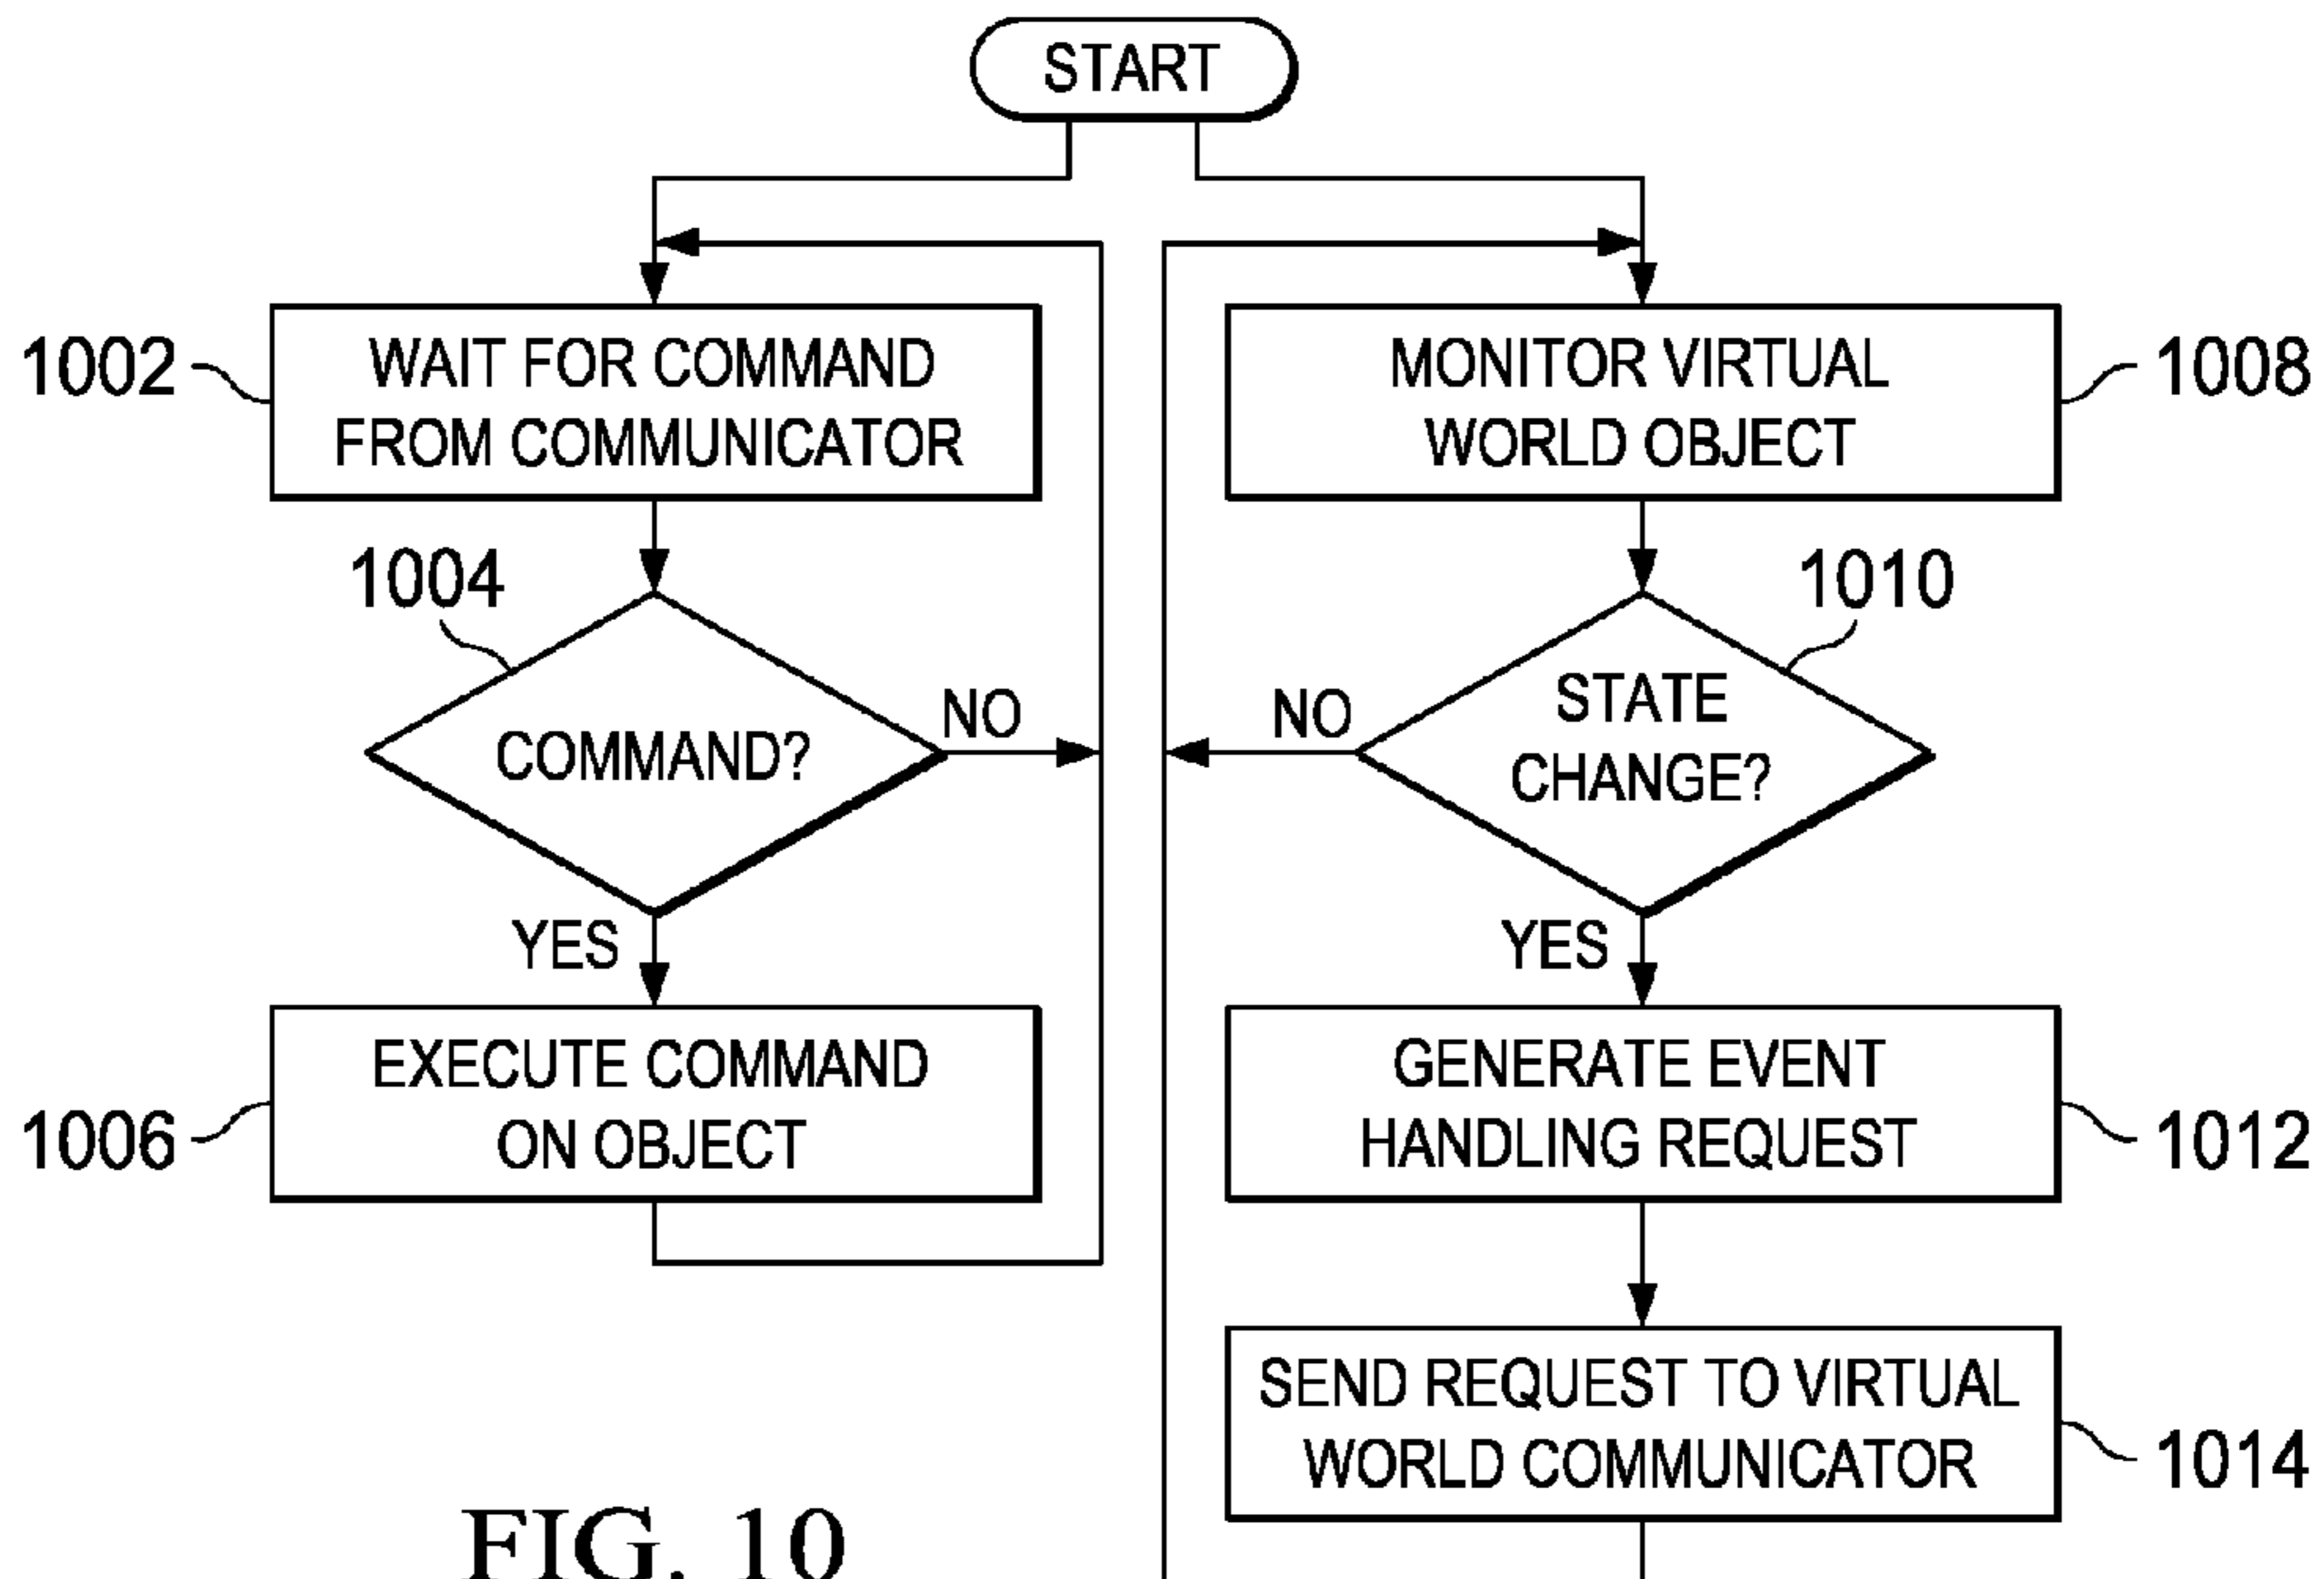 START
1002
WAIT FOR COMMAND
FROM COMMUNICATOR
1004
COMMAND?
NO
YES
1006
EXECUTE COMMAND
ON OBJECT
MONITOR VIRTUAL
WORLD OBJECT
1008
1010
STATE
CHANGE?
NO
YES
GENERATE EVENT
HANDLING REQUEST
1012
SEND REQUEST TO VIRTUAL
WORLD COMMUNICATOR
1014
FIG. 10